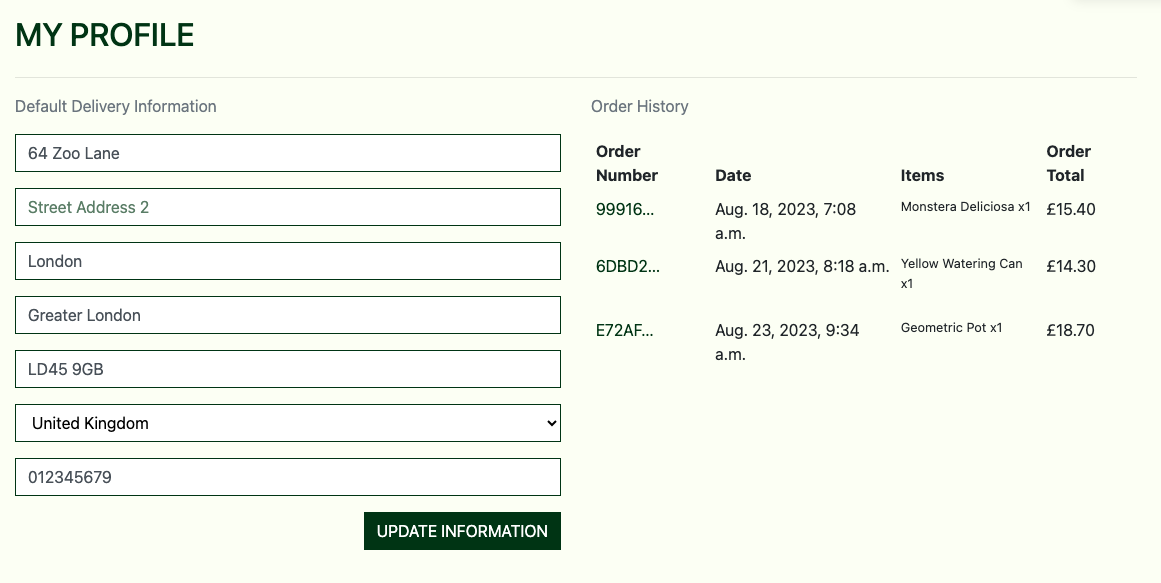 MY PROFILE
Default Delivery Information
64 Zoo Lane
Street Address 2
London
Greater London
LD45 9GB
United Kingdom
012345679
UPDATE INFORMATION
Order History
Order
Number Date Items Order
Total
99916... Aug. 18, 2023, 7:08
a.m. Monstera Deliciosa x1 £15.40
6DBD2... Aug. 21, 2023, 8:18 a.m. Yellow Watering Can
x1 £14.30
E72AF... Aug. 23, 2023, 9:34
a.m. Geometric Pot x1 £18.70